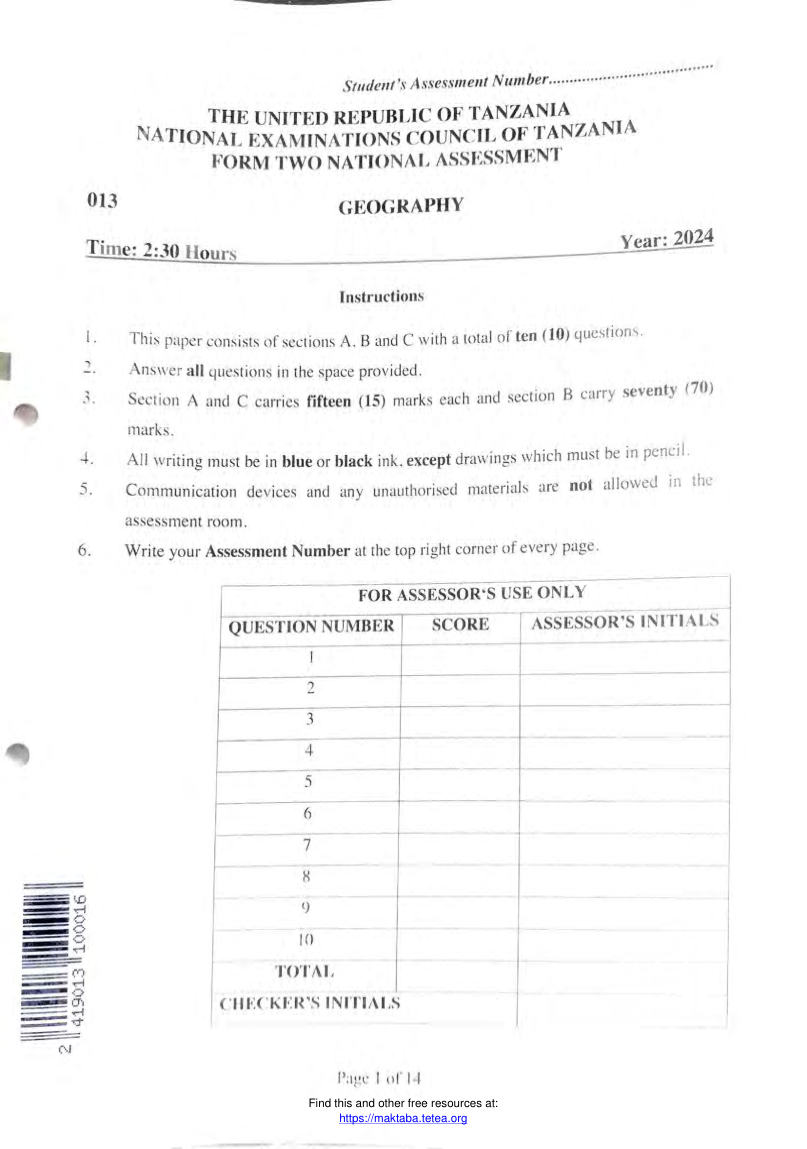 Student's Assessment Number..........................................
THE UNITED REPUBLIC OF TANZANIA
NATIONAL EXAMINATIONS COUNCIL OF TANZANIA
FORM TWO NATIONAL ASSESSMENT
013 GEOGRAPHY
Time: 2:30 Hours Year: 2024
Instructions
1. This paper consists of sections A, B and C with a total of ten (10) questions.
2. Answer all questions in the space provided.
3. Section A and C carries fifteen (15) marks each and section B carry seventy (70)
marks.
4. All writing must be in blue or black ink, except drawings which must be in pencil.
5. Communication devices and any unauthorised materials are not allowed in the
assessment room.
6. Write your Assessment Number at the top right corner of every page.
FOR ASSESSOR'S USE ONLY
QUESTION NUMBER SCORE ASSESSOR'S INITIALS
1
2
3
4
5
6
7
8
9
10
TOTAL
CHECKER'S INITIALS
2 419013 100016
Page 1 of 14
Find this and other free resources at:
https://maktaba.tetea.org